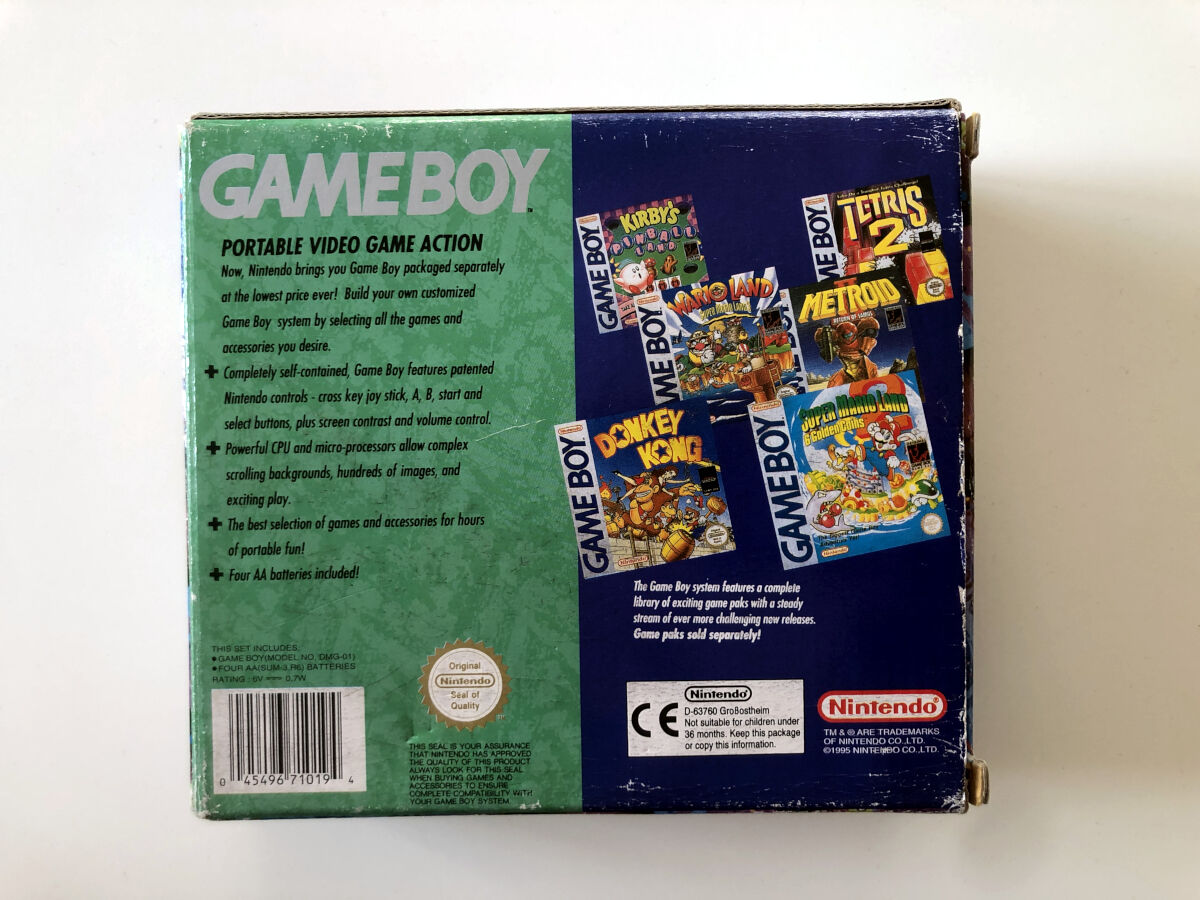 GAMEBOY
TM
PORTABLE VIDEO GAME ACTION
Now, Nintendo brings you Game Boy packaged separately
at the lowest price ever! Build your own customized
Game Boy system by selecting all the games and
accessories you desire.
Completely self-contained, Game Boy features patented
Nintendo controls - cross key joy stick, A, B, start and
select buttons, plus screen contrast and volume control.
Powerful CPU and micro-processors allow complex
scrolling backgrounds, hundreds of images, and
exciting play.
The best selection of games and accessories for hours
of portable fun!
Four AA batteries included!
THIS SET INCLUDES:
●GAME BOY(MODEL NO. DMG-01)
●FOUR AA(SUM-3,R6) BATTERIES
RATING : 6V 0.7W
0 45496 71019 4
Original
Nintendo
Seal of
Quality
THIS SEAL IS YOUR ASSURANCE
THAT NINTENDO HAS APPROVED
THE QUALITY OF THIS PRODUCT.
ALWAYS LOOK FOR THIS SEAL
WHEN BUYING GAMES AND
ACCESSORIES TO ENSURE
COMPLETE COMPATIBILITY WITH
YOUR GAME BOY SYSTEM.
Nintendo
GAME BOY
KIRBY'S
PINBALL
LAND
Nintendo
GAME BOY
TETRIS
2
Nintendo
GAME BOY
WARIO LAND
SUPER MARIO LAND 3
METROID
II
RETURN OF SAMUS
Nintendo
GAME BOY
DONKEY
KONG
Nintendo
Nintendo
GAME BOY
SUPER MARIO LAND
2
6 Golden Coins
Nintendo
The Game Boy system features a complete
library of exciting game paks with a steady
stream of ever more challenging new releases.
Game paks sold separately!
CE
Nintendo
D-63760 Großostheim
Not suitable for children under
36 months. Keep this package
or copy this information.
Nintendo
TM & ® ARE TRADEMARKS
OF NINTENDO CO.,LTD.
©1995 NINTENDO CO.,LTD.